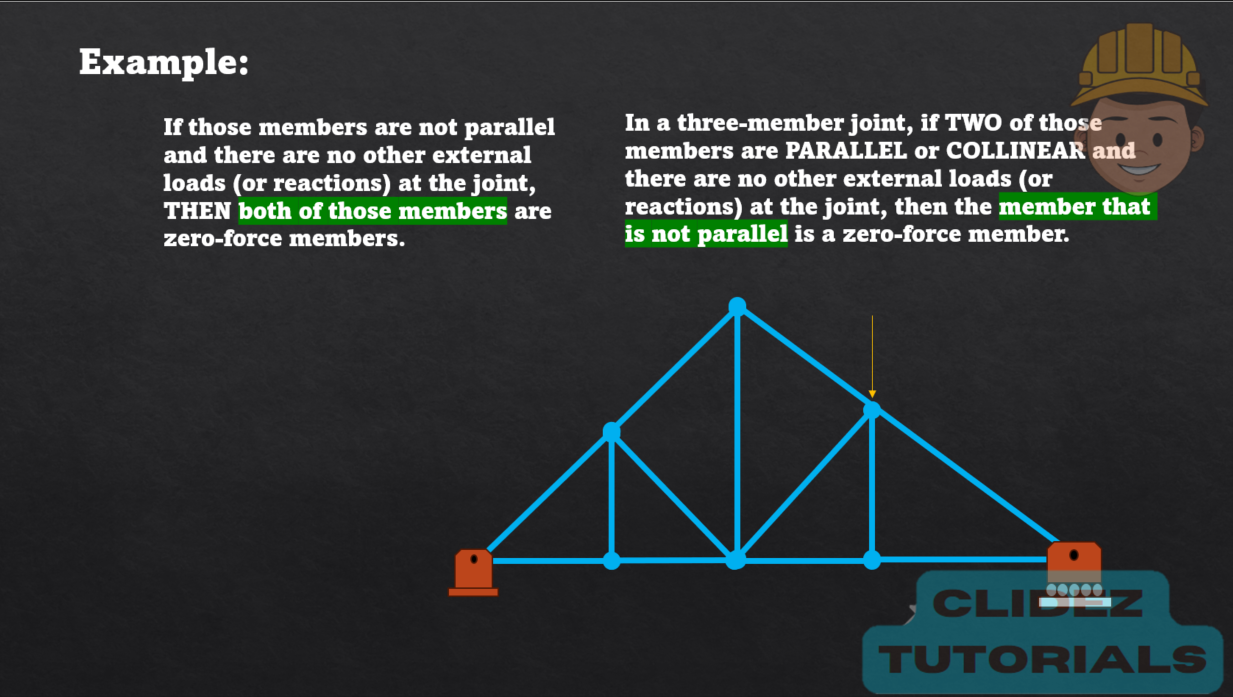 Example:
If those members are not parallel
and there are no other external
loads (or reactions) at the joint,
THEN both of those members are
zero-force members.
In a three-member joint, if TWO of those
members are PARALLEL or COLLINEAR and
there are no other external loads (or
reactions) at the joint, then the member that
is not parallel is a zero-force member.
CLIDEZ
TUTORIALS